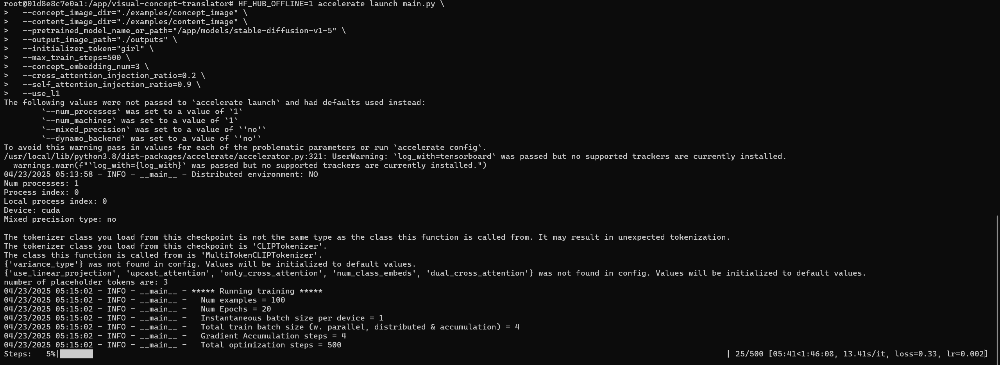 root@01d8e8c7e0a1:/app/visual-concept-translator# HF_HUB_OFFLINE=1 accelerate launch main.py \
>   --concept_image_dir="./examples/concept_image" \
>   --content_image_dir="./examples/content_image" \
>   --pretrained_model_name_or_path="/app/models/stable-diffusion-v1-5" \
>   --output_image_path="./outputs" \
>   --initializer_token="girl" \
>   --max_train_steps=500 \
>   --concept_embedding_num=3 \
>   --cross_attention_injection_ratio=0.2 \
>   --self_attention_injection_ratio=0.9 \
>   --use_l1
The following values were not passed to `accelerate launch` and had defaults used instead:
        `--num_processes` was set to a value of `1`
        `--num_machines` was set to a value of `1`
        `--mixed_precision` was set to a value of `'no'`
        `--dynamo_backend` was set to a value of `'no'`
To avoid this warning pass in values for each of the problematic parameters or run `accelerate config`.
/usr/local/lib/python3.8/dist-packages/accelerate/accelerator.py:321: UserWarning: `log_with=tensorboard` was passed but no supported trackers are currently installed.
  warnings.warn(f"`log_with={log_with}` was passed but no supported trackers are currently installed.")
04/23/2025 05:13:58 - INFO - __main__ - Distributed environment: NO
Num processes: 1
Process index: 0
Local process index: 0
Device: cuda
Mixed precision type: no
The tokenizer class you load from this checkpoint is not the same type as the class this function is called from. It may result in unexpected tokenization.
The tokenizer class you load from this checkpoint is 'CLIPTokenizer'.
The class this function is called from is 'MultiTokenCLIPTokenizer'.
{'variance_type'} was not found in config. Values will be initialized to default values.
{'use_linear_projection', 'upcast_attention', 'only_cross_attention', 'num_class_embeds', 'dual_cross_attention'} was not found in config. Values will be initialized to default values.
number of placeholder tokens are: 3
04/23/2025 05:15:02 - INFO - __main__ - ***** Running training *****
04/23/2025 05:15:02 - INFO - __main__ -   Num examples = 100
04/23/2025 05:15:02 - INFO - __main__ -   Num Epochs = 20
04/23/2025 05:15:02 - INFO - __main__ -   Instantaneous batch size per device = 1
04/23/2025 05:15:02 - INFO - __main__ -   Total train batch size (w. parallel, distributed & accumulation) = 4
04/23/2025 05:15:02 - INFO - __main__ -   Gradient Accumulation steps = 4
04/23/2025 05:15:02 - INFO - __main__ -   Total optimization steps = 500
Steps:   5%|       | 25/500 [05:41<1:46:08, 13.41s/it, loss=0.33, lr=0.002]